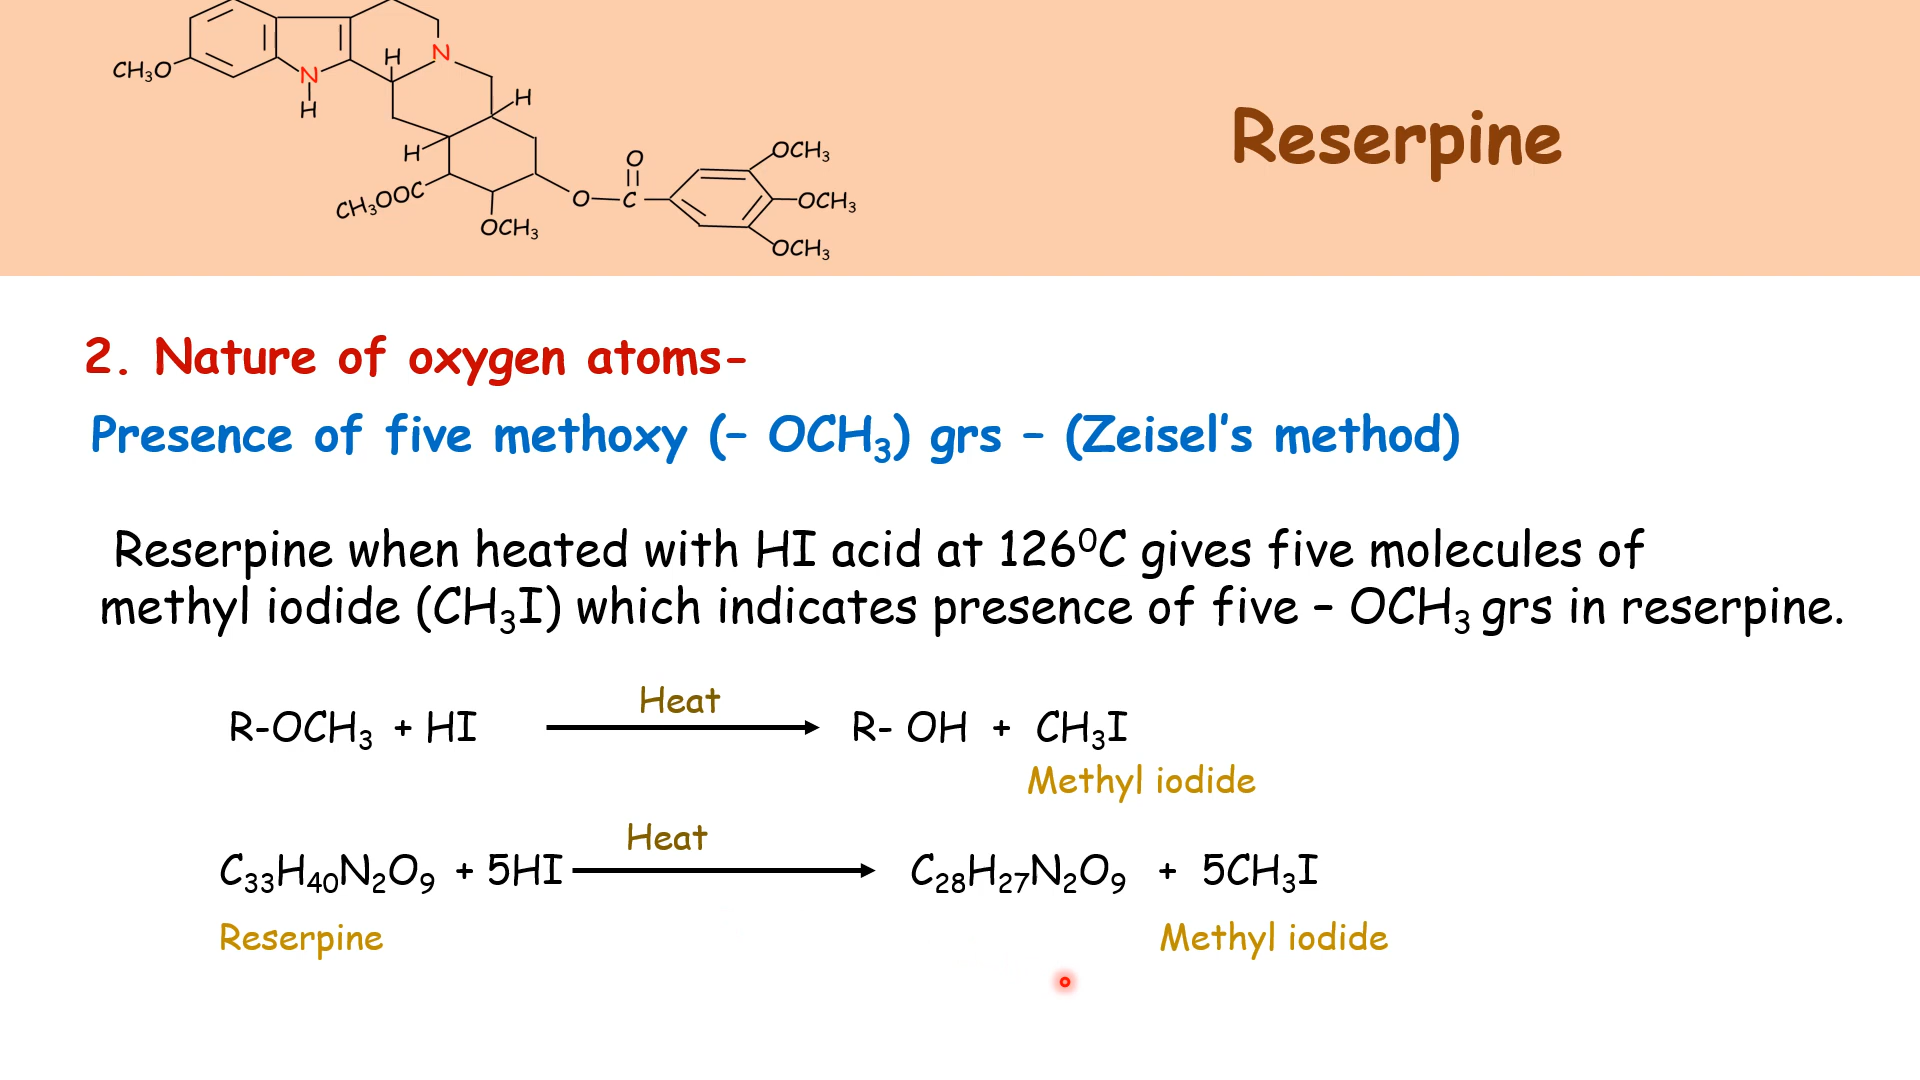 CH₃O
N
H
H
N
H
H
CH₃OOC
OCH₃
O
O
C
OCH₃
OCH₃
OCH₃
Reserpine
2. Nature of oxygen atoms-
Presence of five methoxy (– OCH₃) grs – (Zeisel’s method)
Reserpine when heated with HI acid at 126⁰C gives five molecules of
methyl iodide (CH₃I) which indicates presence of five – OCH₃ grs in reserpine.
Heat
R-OCH₃ + HI R- OH + CH₃I
Methyl iodide
Heat
C₃₃H₄₀N₂O₉ + 5HI C₂₈H₂₇N₂O₉ + 5CH₃I
Reserpine Methyl iodide